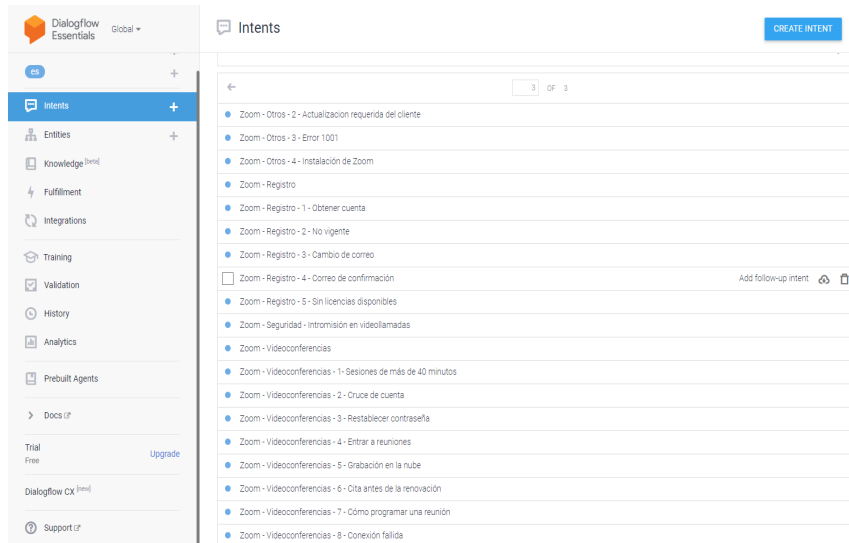 Dialogflow
Essentials
Global
Intents
CREATE INTENT
es
Intents
Entities
Knowledge [beta]
Fulfillment
Integrations
Training
Validation
History
Analytics
Prebuilt Agents
Docs
Trial
Free
Upgrade
Dialogflow CX [new]
Support
3 OF 3
Zoom - Otros - 2 - Actualizacion requerida del cliente
Zoom - Otros - 3 - Error 1001
Zoom - Otros - 4 - Instalación de Zoom
Zoom - Registro
Zoom - Registro - 1 - Obtener cuenta
Zoom - Registro - 2 - No vigente
Zoom - Registro - 3 - Cambio de correo
Zoom - Registro - 4 - Correo de confirmación Add follow-up intent
Zoom - Registro - 5 - Sin licencias disponibles
Zoom - Seguridad - Intromisión en videollamadas
Zoom - Videoconferencias
Zoom - Videoconferencias - 1- Sesiones de más de 40 minutos
Zoom - Videoconferencias - 2 - Cruce de cuenta
Zoom - Videoconferencias - 3 - Restablecer contraseña
Zoom - Videoconferencias - 4 - Entrar a reuniones
Zoom - Videoconferencias - 5 - Grabación en la nube
Zoom - Videoconferencias - 6 - Cita antes de la renovación
Zoom - Videoconferencias - 7 - Cómo programar una reunión
Zoom - Videoconferencias - 8 - Conexión fallida